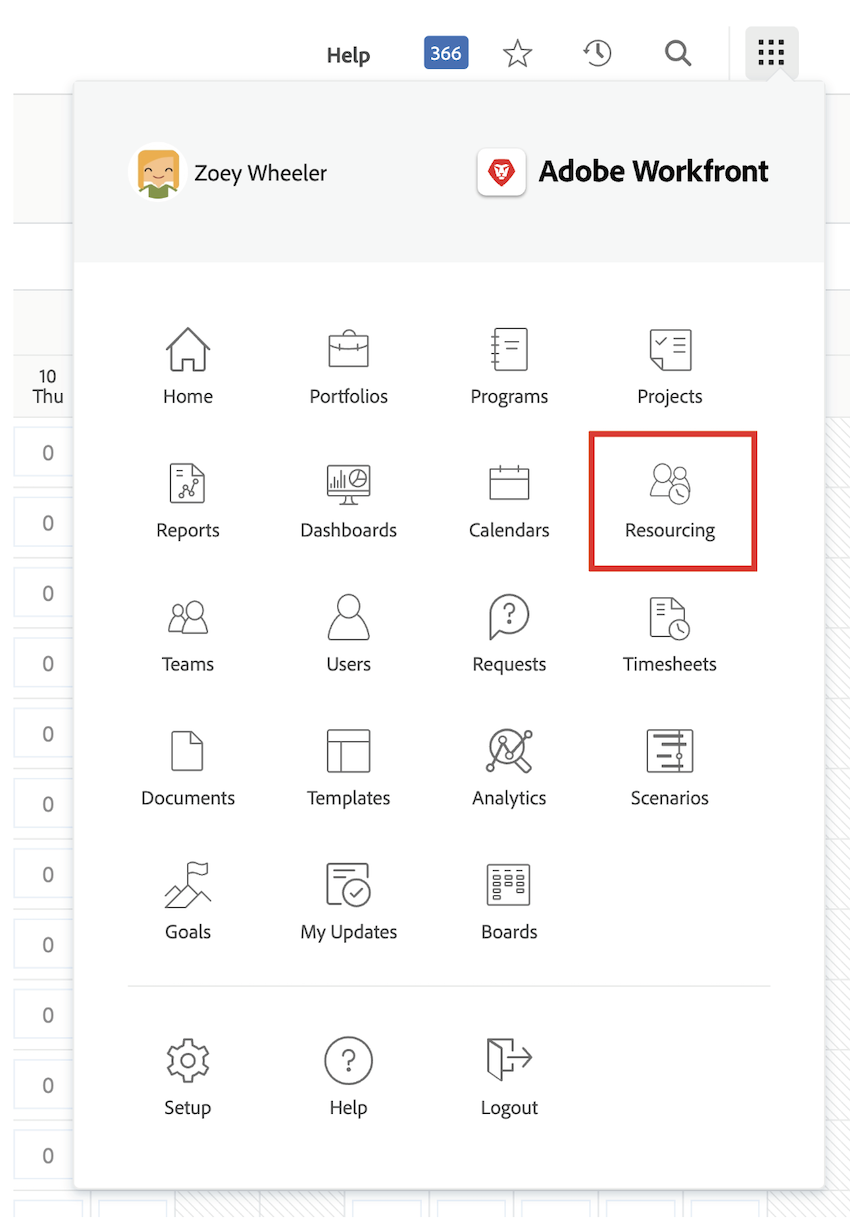 Help 366
Zoey Wheeler Adobe Workfront
Home Portfolios Programs Projects
10
Thu
0
Reports Dashboards Calendars Resourcing
0
0
Teams Users Requests Timesheets
0
0
Documents Templates Analytics Scenarios
0
0
Goals My Updates Boards
0
0
0
Setup Help Logout
0